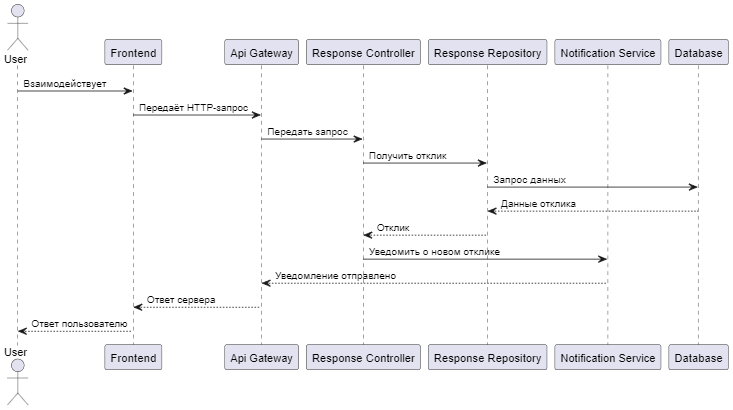 User
Frontend
Api Gateway
Response Controller
Response Repository
Notification Service
Database
Взаимодействует
Передаёт HTTP-запрос
Передать запрос
Получить отклик
Запрос данных
Данные отклика
Отклик
Уведомить о новом отклике
Уведомление отправлено
Ответ сервера
Ответ пользователю
User
Frontend
Api Gateway
Response Controller
Response Repository
Notification Service
Database